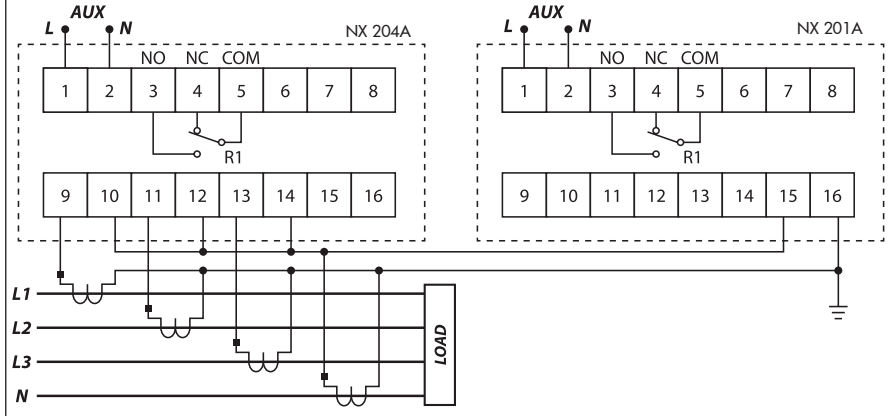 AUX AUX
L N NX 204A L N NX 201A
NO NC COM NO NC COM
1 2 3 4 5 6 7 8 1 2 3 4 5 6 7 8
R1 R1
9 10 11 12 13 14 15 16 9 10 11 12 13 14 15 16
L1
L2
L3
N
LOAD